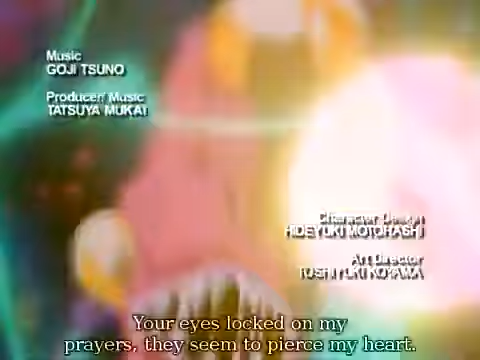 Music
GOJI TSUNO
Producer/ Music
TATSUYA MUKAI
Character Design
HIDEYUKI MOTOHASHI
Art Director
TOSHIYUKI KOYAMA
Your eyes locked on my
prayers, they seem to pierce my heart.